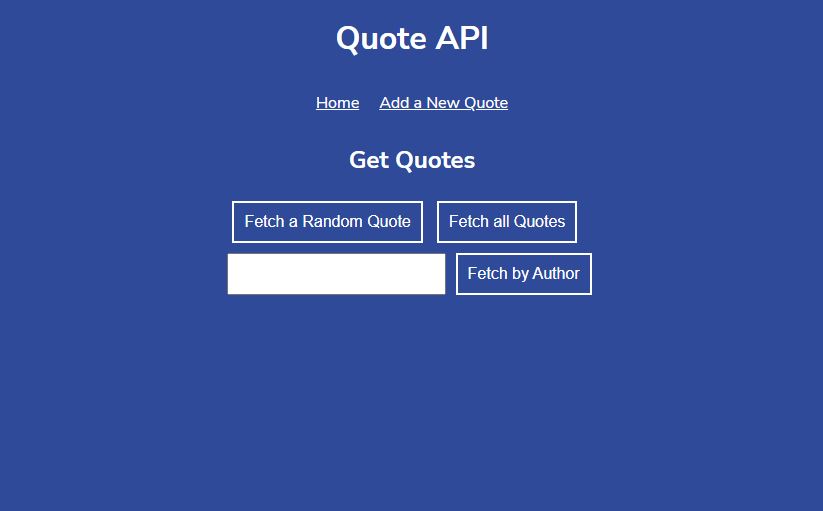 Quote API
Home Add a New Quote
Get Quotes
Fetch a Random Quote Fetch all Quotes
Fetch by Author